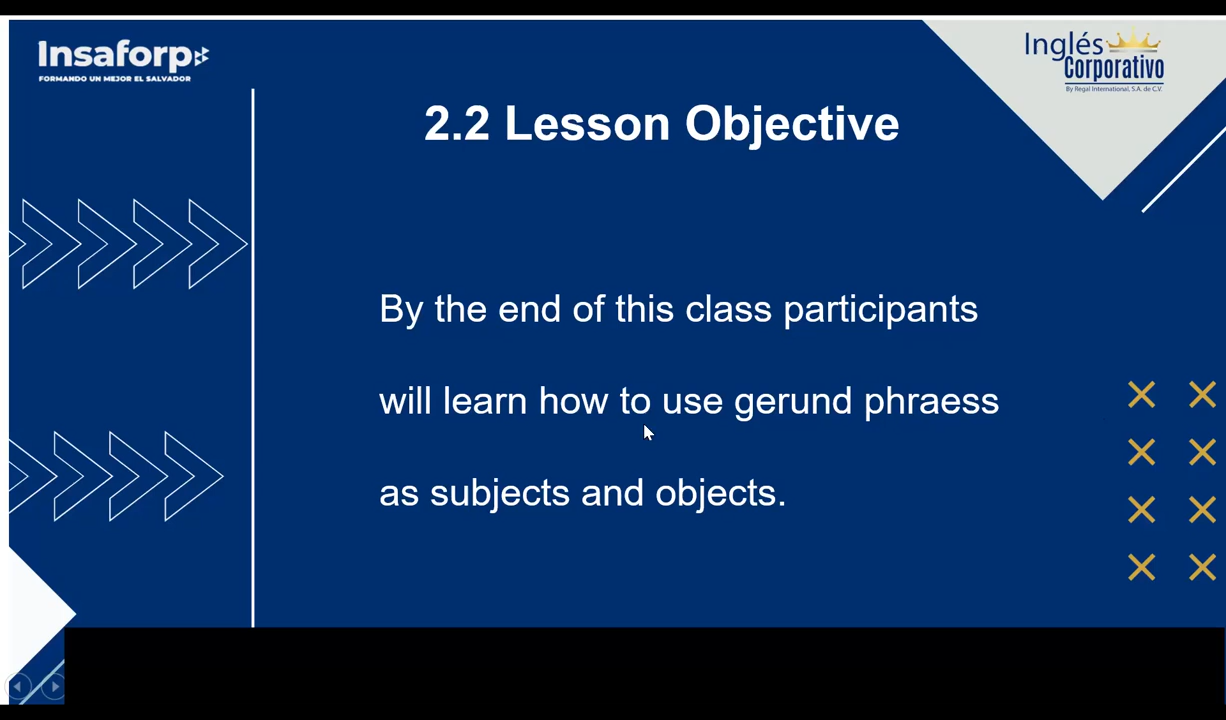 Insaforp
FORMANDO UN MEJOR EL SALVADOR
Inglés
Corporativo
By Regal International, S.A. de C.V.
2.2 Lesson Objective
By the end of this class participants
will learn how to use gerund phraess
as subjects and objects.